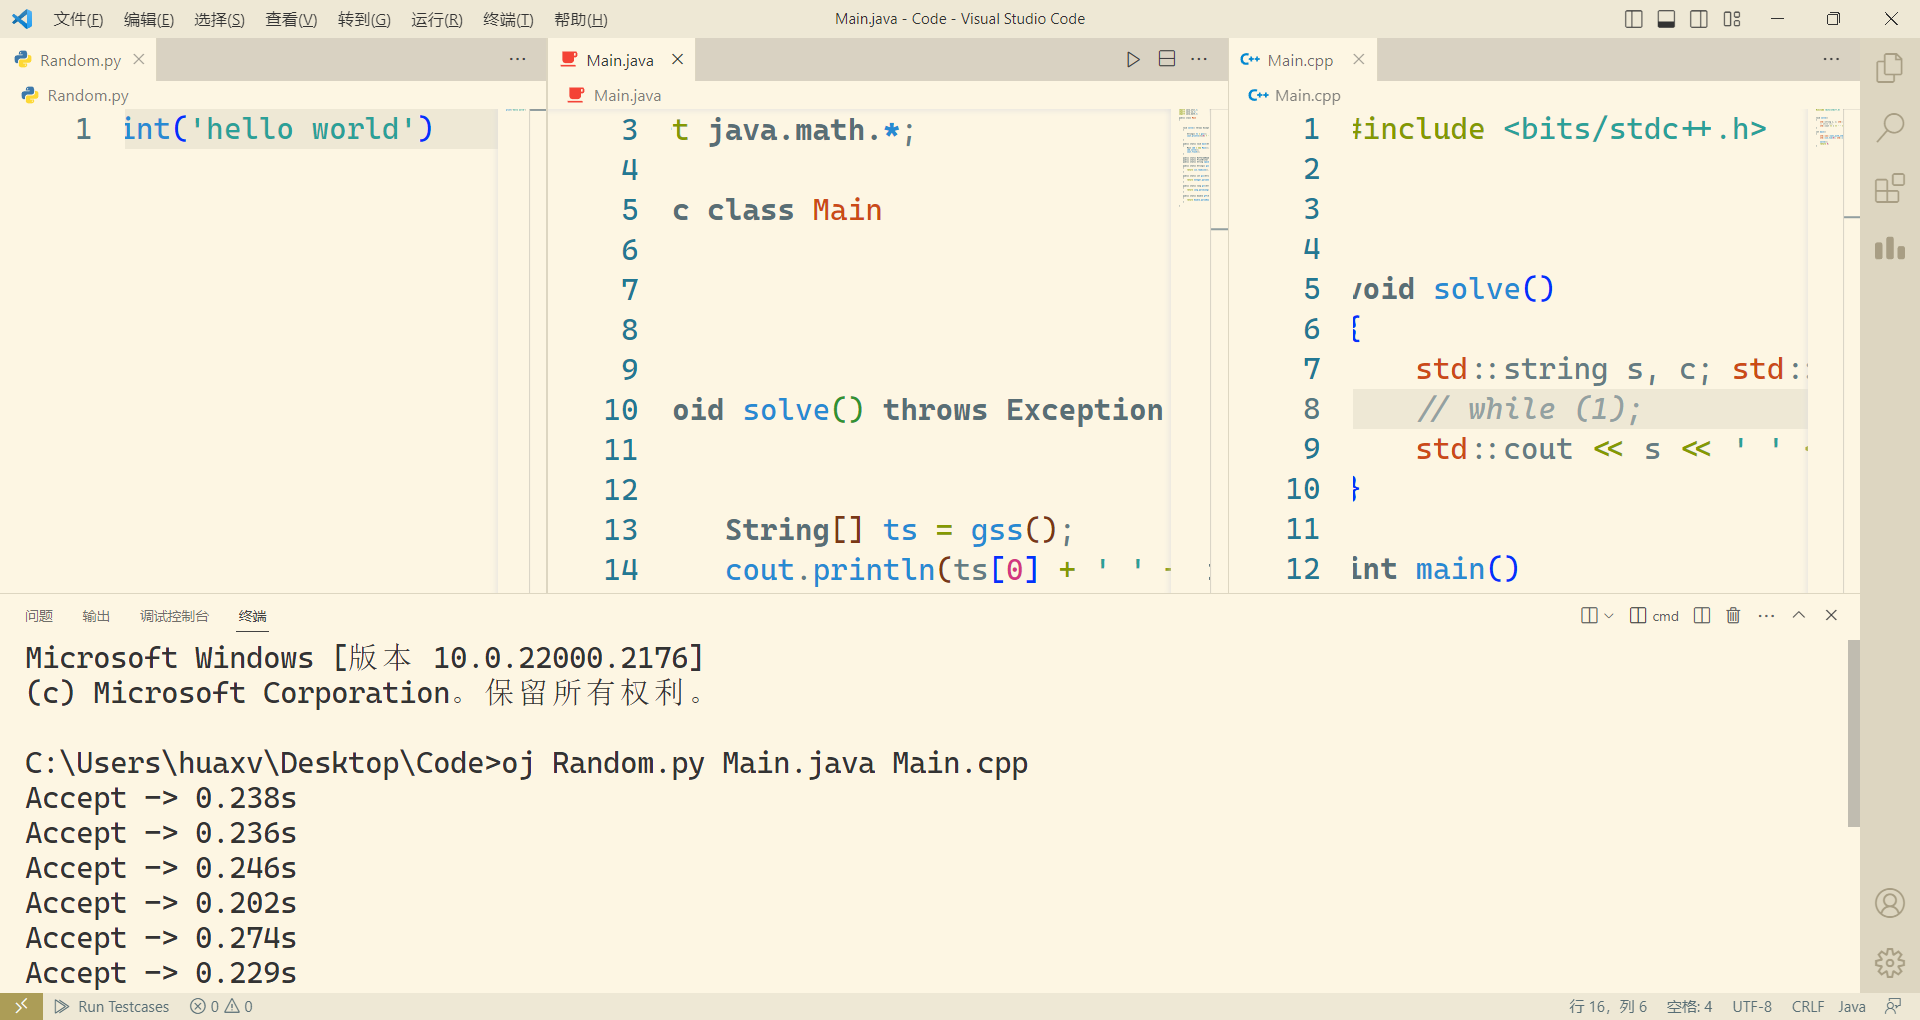 文件(F) 编辑(E) 选择(S) 查看(V) 转到(G) 运行(R) 终端(T) 帮助(H) Main.java - Code - Visual Studio Code
Random.py
Random.py
1 int('hello world')
Main.java
Main.java
3 t java.math.*;
4
5 c class Main
6
7
8
9
10 oid solve() throws Exception
11
12
13 String[] ts = gss();
14 cout.println(ts[0] + ' ' -
Main.cpp
Main.cpp
1 #include <bits/stdc++.h>
2
3
4
5 void solve()
6 {
7 std::string s, c; std::
8 // while (1);
9 std::cout << s << ' '
10 }
11
12 int main()
问题 输出 调试控制台 终端 cmd
Microsoft Windows [版本 10.0.22000.2176]
(c) Microsoft Corporation。保留所有权利。
C:\Users\huaxv\Desktop\Code>oj Random.py Main.java Main.cpp
Accept -> 0.238s
Accept -> 0.236s
Accept -> 0.246s
Accept -> 0.202s
Accept -> 0.274s
Accept -> 0.229s
Run Testcases 0 0 行 16，列 6 空格: 4 UTF-8 CRLF Java